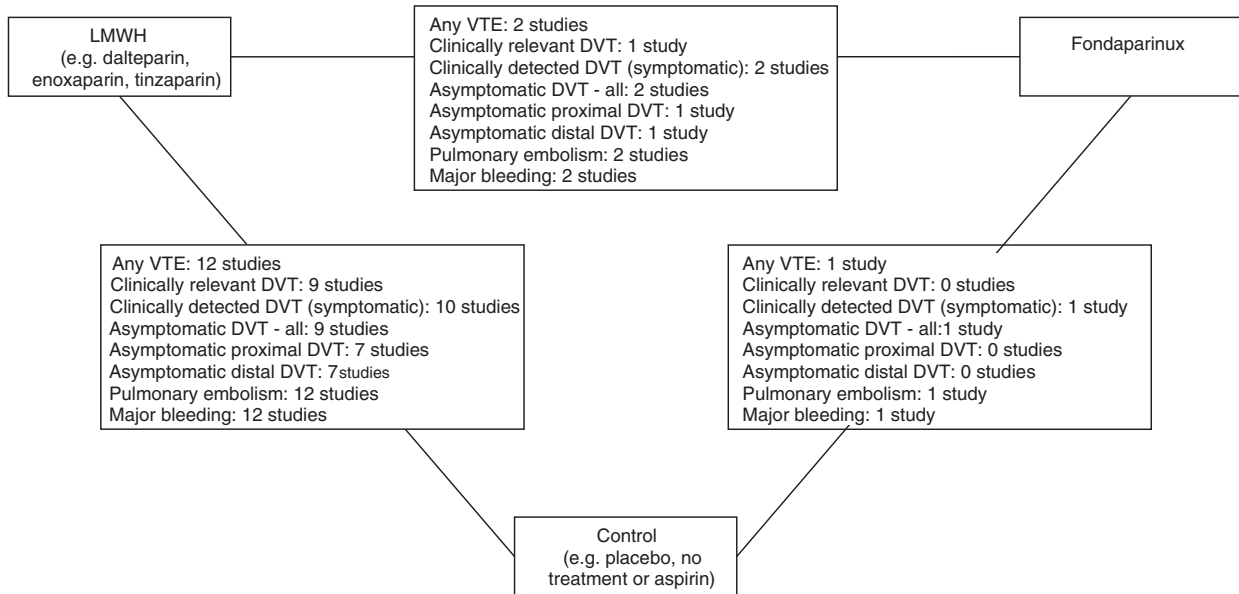 LMWH
(e.g. dalteparin,
enoxaparin, tinzaparin)
Any VTE: 2 studies
Clinically relevant DVT: 1 study
Clinically detected DVT (symptomatic): 2 studies
Asymptomatic DVT - all: 2 studies
Asymptomatic proximal DVT: 1 study
Asymptomatic distal DVT: 1 study
Pulmonary embolism: 2 studies
Major bleeding: 2 studies
Fondaparinux
Any VTE: 12 studies
Clinically relevant DVT: 9 studies
Clinically detected DVT (symptomatic): 10 studies
Asymptomatic DVT - all: 9 studies
Asymptomatic proximal DVT: 7 studies
Asymptomatic distal DVT: 7studies
Pulmonary embolism: 12 studies
Major bleeding: 12 studies
Any VTE: 1 study
Clinically relevant DVT: 0 studies
Clinically detected DVT (symptomatic): 1 study
Asymptomatic DVT - all:1 study
Asymptomatic proximal DVT: 0 studies
Asymptomatic distal DVT: 0 studies
Pulmonary embolism: 1 study
Major bleeding: 1 study
Control
(e.g. placebo, no
treatment or aspirin)